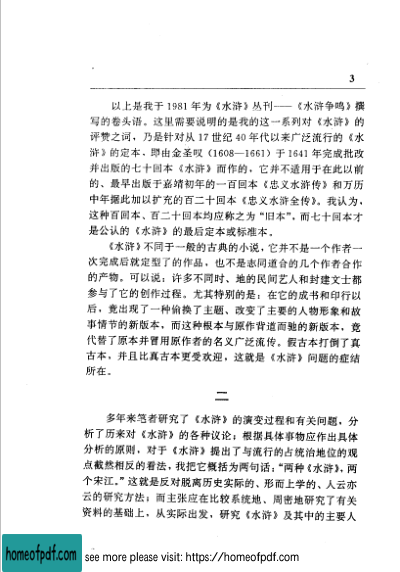 3
以上是我于1981年为《水浒》丛刊——《水浒争鸣》撰
写的卷头语。这里需要说明的是我的这一系列对《水浒》的
评赞之词，乃是针对从17世纪40年代以来广泛流行的《水
浒》的定本，即由金圣叹（1608—1661）于1641年完成批改
并出版的七十回本《水浒》而作的，它并不适用于在此以前
的、最早出版于嘉靖初年的一百回本《忠义水浒传》和万历
中年据此加以扩充的百二十回本《忠义水浒全传》。我认为，
这种百回本、百二十回本均应称之为“旧本”，而七十回本才
是公认的《水浒》的最后定本或标准本。
《水浒》不同于一般的古典的小说，它并不是一个作者一
次完成后就定型了的作品，也不是志同道合的几个作者合作
的产物。可以说：许多不同时、地的民间艺人和封建文士都
参与了它的创作过程。尤其特别的是：在它的成书和印行以
后，竟出现了一种偷换了主题、改变了主要的人物形象和故
事情节的新版本，而这种根本与原作背道而驰的新版本，竟
代替了原本并冒用原作者的名义广泛流传。假古本打倒了真
古本，并且比真古本更受欢迎，这就是《水浒》问题的症结
所在。
二
多年来笔者研究了《水浒》的演变过程和有关问题，分
析了历来对《水浒》的各种议论；根据具体事物应作出具体
分析的原则，对于《水浒》提出了与流行的占统治地位的观
点截然相反的看法，我把它概括为两句话：“两种《水浒》，两
个宋江。”这就是反对脱离历史实际的、形而上学的、人云亦
云的研究方法；而主张应在比较系统地、周密地研究了有关
资料的基础上，从实际出发，研究《水浒》及其中的主要人
homeofpdf.com
see more please visit: https://homeofpdf.com